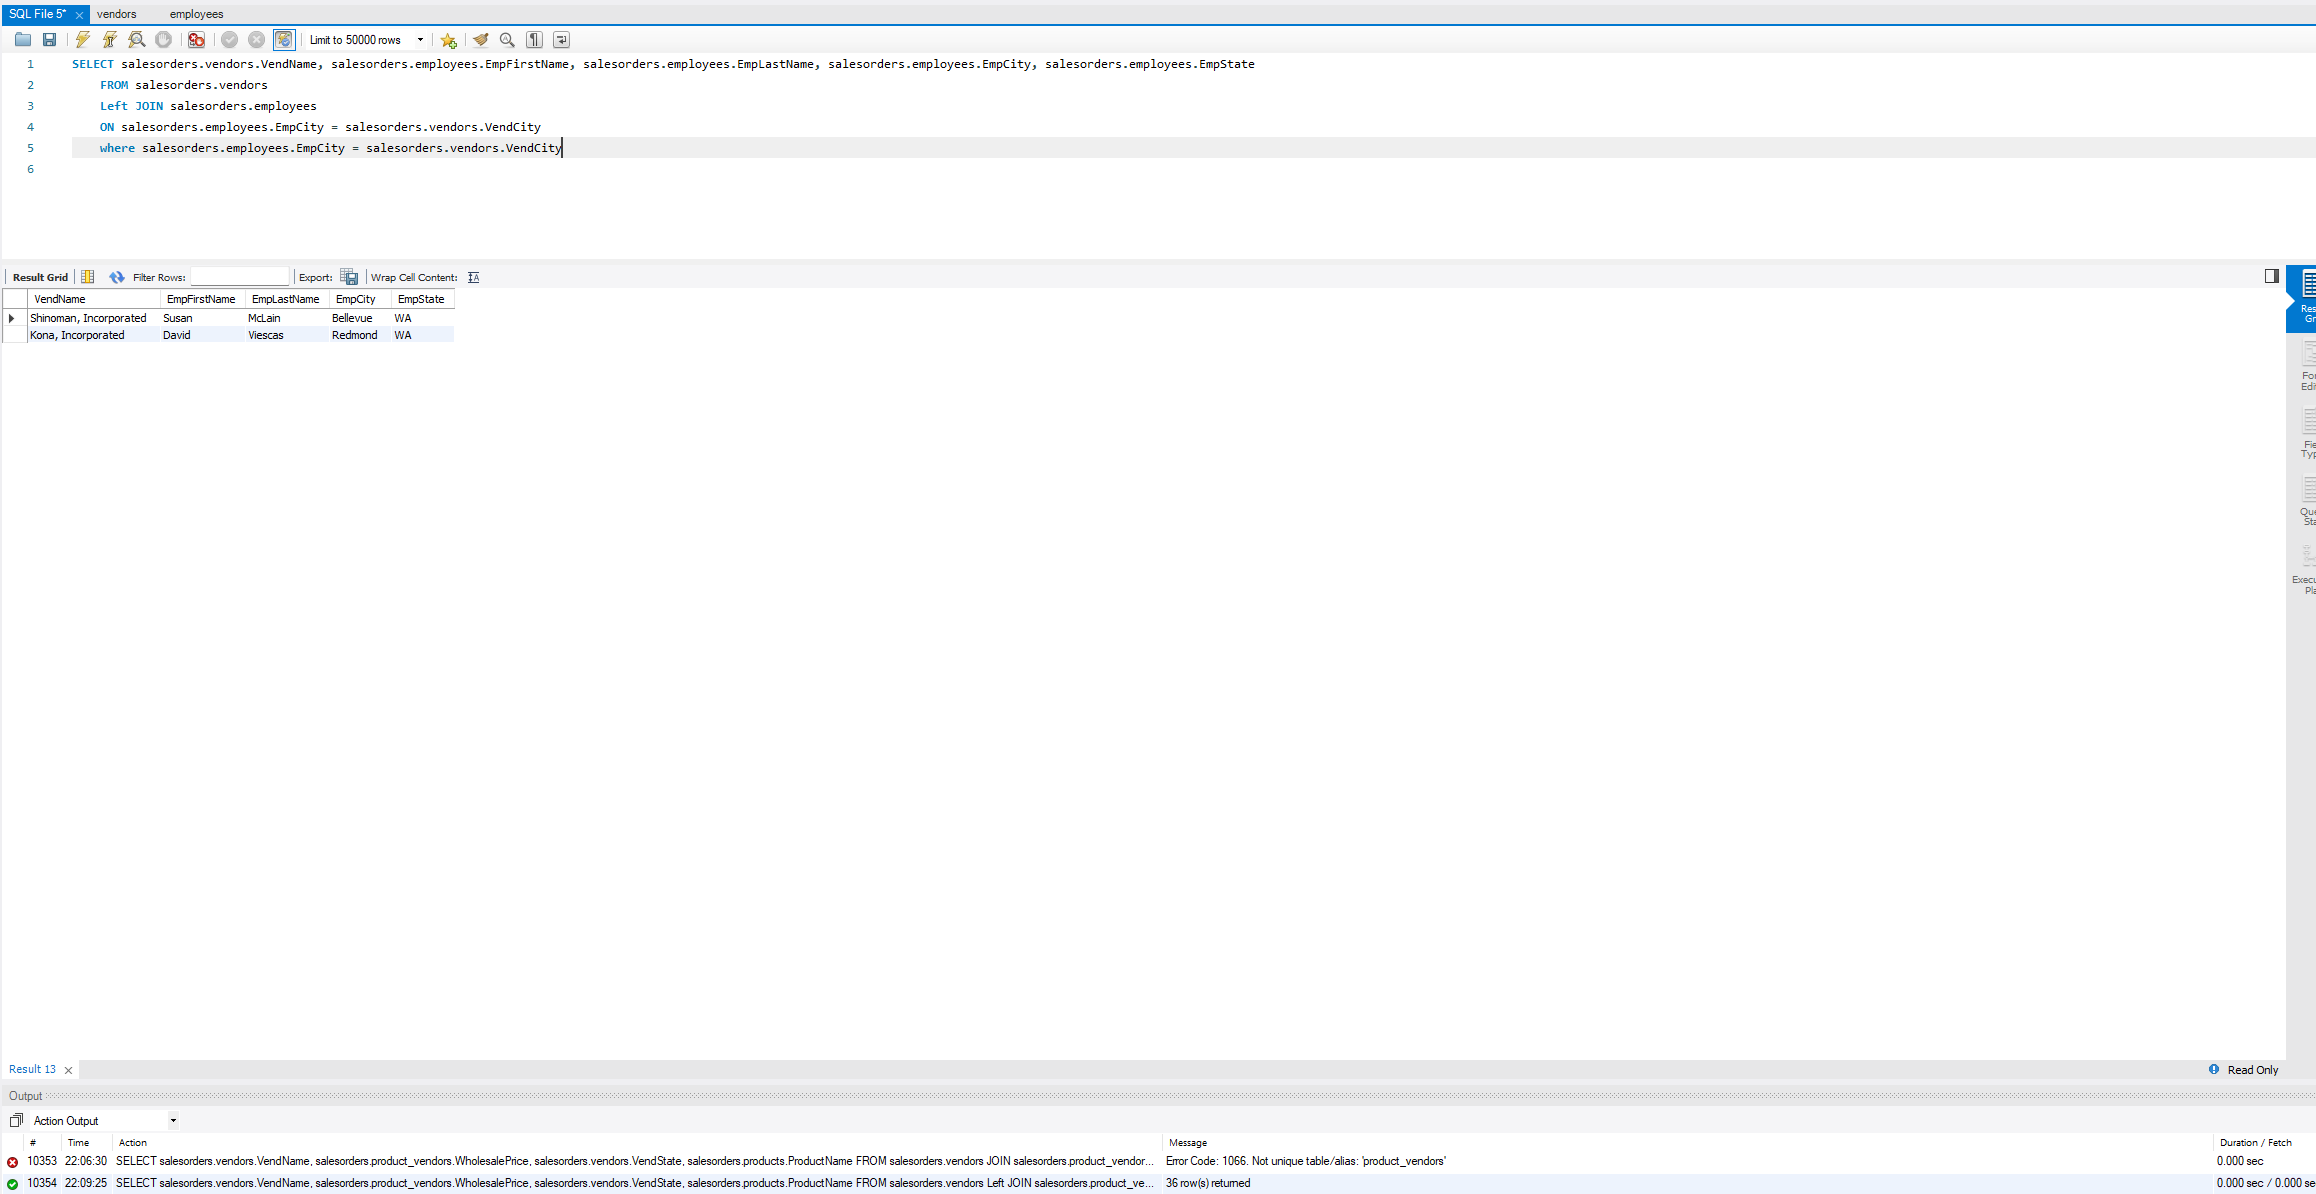 SQL File 5* vendors employees
Limit to 50000 rows
1 SELECT salesorders.vendors.VendName, salesorders.employees.EmpFirstName, salesorders.employees.EmpLastName, salesorders.employees.EmpCity, salesorders.employees.EmpState
2 FROM salesorders.vendors
3 Left JOIN salesorders.employees
4 ON salesorders.employees.EmpCity = salesorders.vendors.VendCity
5 where salesorders.employees.EmpCity = salesorders.vendors.VendCity
6
Result Grid Filter Rows: Export: Wrap Cell Content:
VendName EmpFirstName EmpLastName EmpCity EmpState
Shinoman, Incorporated Susan McLain Bellevue WA
Kona, Incorporated David Viescas Redmond WA
Res
Gr
For
Edi
Fie
Typ
Que
Sta
Execu
Pla
Result 13 Read Only
Output
Action Output
# Time Action Message Duration / Fetch
10353 22:06:30 SELECT salesorders.vendors.VendName, salesorders.product_vendors.WholesalePrice, salesorders.vendors.VendState, salesorders.products.ProductName FROM salesorders.vendors JOIN salesorders.product_vendor... Error Code: 1066. Not unique table/alias: 'product_vendors' 0.000 sec
10354 22:09:25 SELECT salesorders.vendors.VendName, salesorders.product_vendors.WholesalePrice, salesorders.vendors.VendState, salesorders.products.ProductName FROM salesorders.vendors Left JOIN salesorders.product_ve... 36 row(s) returned 0.000 sec / 0.000 se